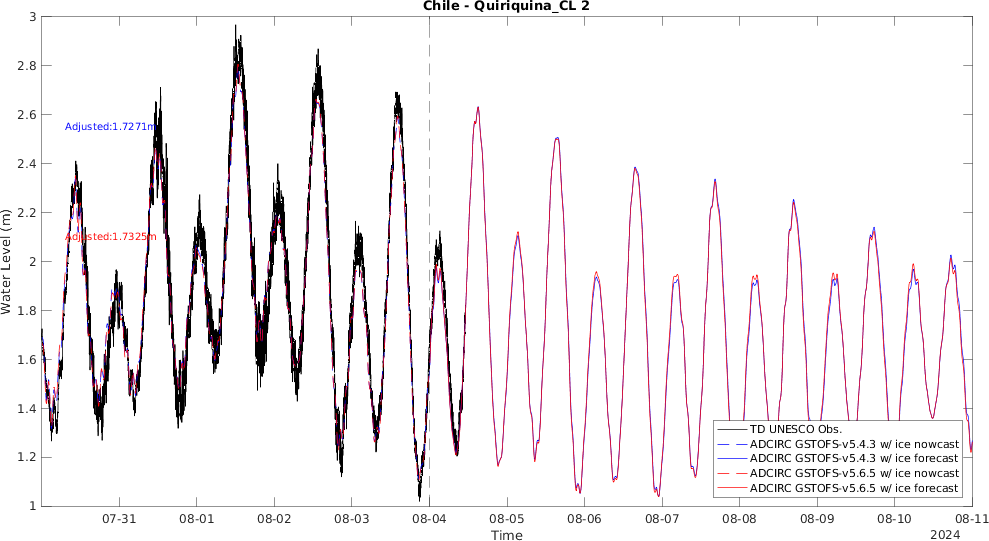 Chile - Quiriquina_CL 2
3
2.8
2.6
2.4
2.2
2
1.8
1.6
1.4
1.2
1
Water Level (m)
Adjusted:1.7271m
Adjusted:1.7325m
07-31 08-01 08-02 08-03 08-04 08-05 08-06 08-07 08-08 08-09 08-10 08-11
Time
2024
TD UNESCO Obs.
ADCIRC GSTOFS-v5.4.3 w/ ice nowcast
ADCIRC GSTOFS-v5.4.3 w/ ice forecast
ADCIRC GSTOFS-v5.6.5 w/ ice nowcast
ADCIRC GSTOFS-v5.6.5 w/ ice forecast